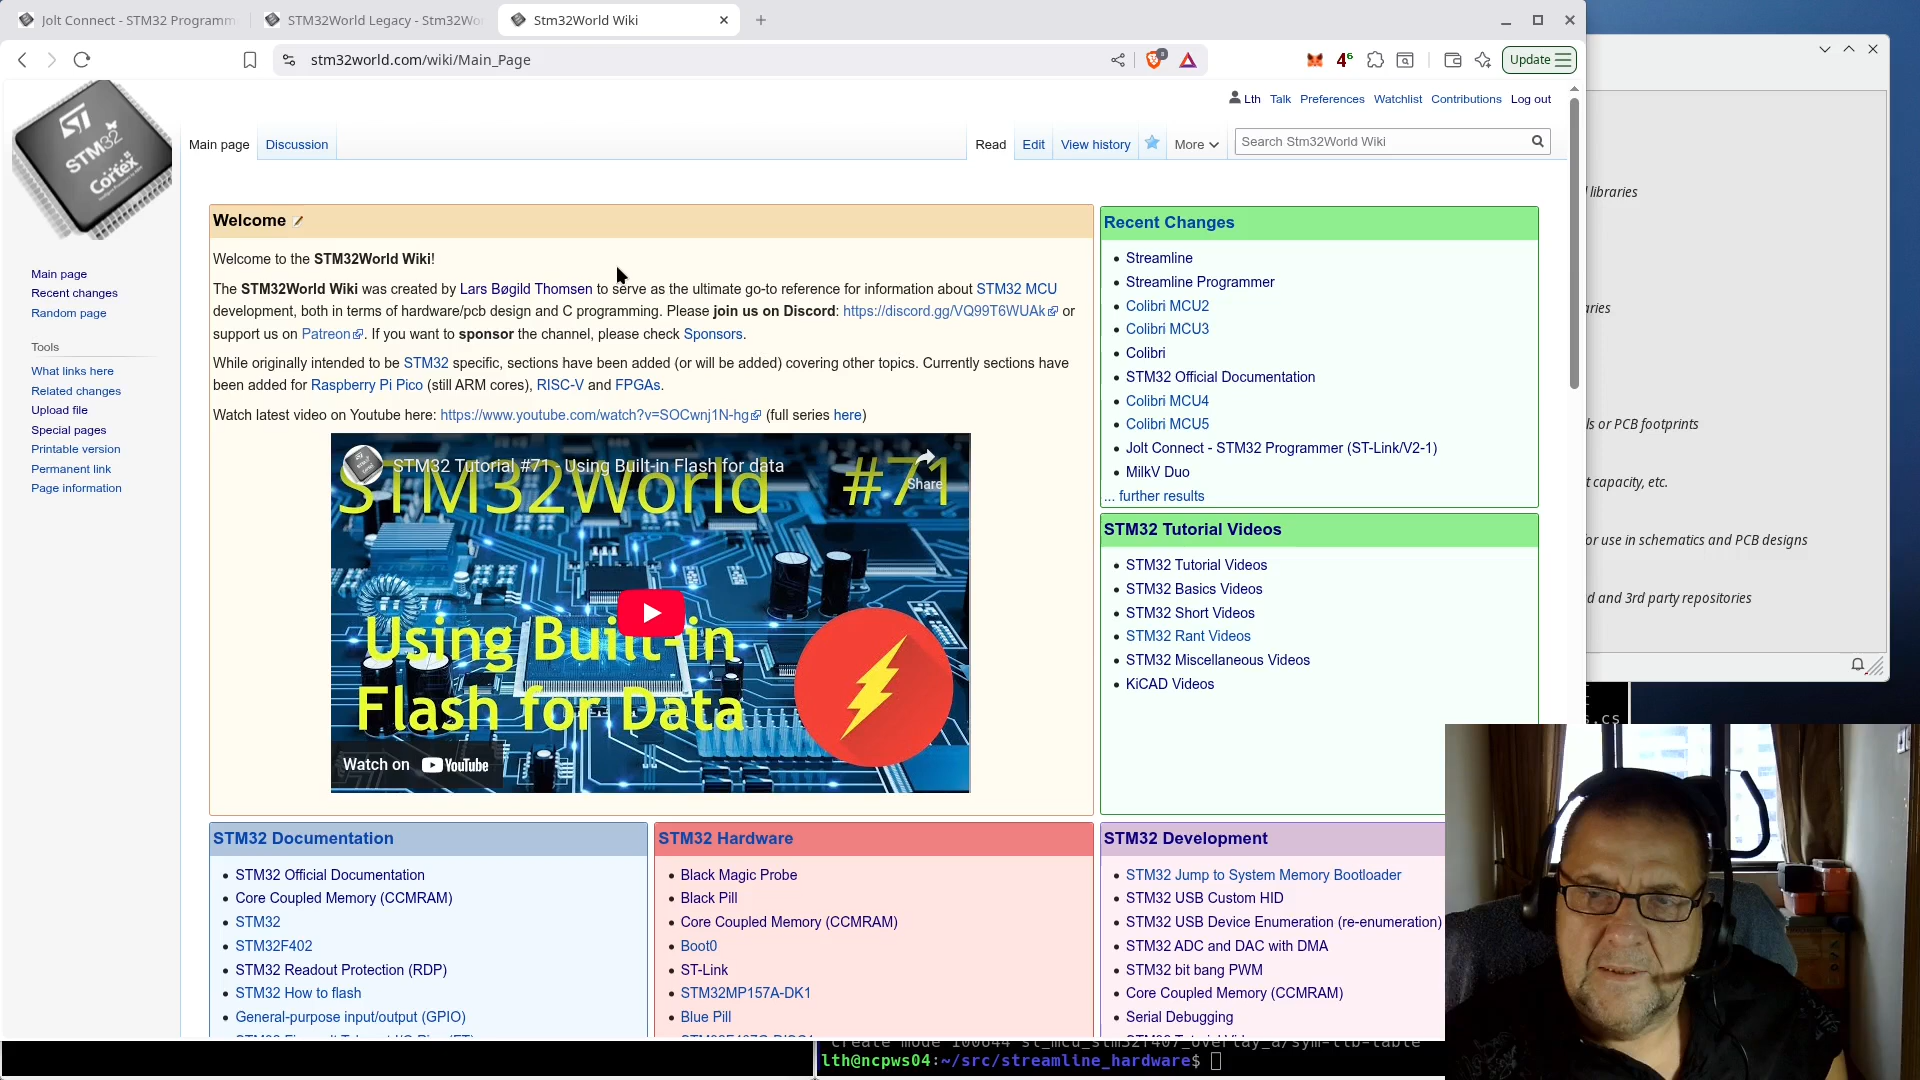 Jolt Connect - STM32 Programm
STM32World Legacy - Stm32Wo
Stm32World Wiki
stm32world.com/wiki/Main_Page
Update
Lth Talk Preferences Watchlist Contributions Log out
Main page Discussion
Read Edit View history More
Search Stm32World Wiki
ST
STM32
Cortex
Main page
Recent changes
Random page
Tools
What links here
Related changes
Upload file
Special pages
Printable version
Permanent link
Page information
Welcome
Welcome to the STM32World Wiki!
The STM32World Wiki was created by Lars Bøgild Thomsen to serve as the ultimate go-to reference for information about STM32 MCU
development, both in terms of hardware/pcb design and C programming. Please join us on Discord: https://discord.gg/VQ99T6WUAk or
support us on Patreon. If you want to sponsor the channel, please check Sponsors.
While originally intended to be STM32 specific, sections have been added (or will be added) covering other topics. Currently sections have
been added for Raspberry Pi Pico (still ARM cores), RISC-V and FPGAs.
Watch latest video on Youtube here: https://www.youtube.com/watch?v=SOCwnj1N-hg (full series here)
STM32 Tutorial #71 - Using Built-in Flash for data
STM32World #71
Share
Using Built-in
Flash for Data
Watch on YouTube
Recent Changes
Streamline
Streamline Programmer
Colibri MCU2
Colibri MCU3
Colibri
STM32 Official Documentation
Colibri MCU4
Colibri MCU5
Jolt Connect - STM32 Programmer (ST-Link/V2-1)
MilkV Duo
... further results
STM32 Tutorial Videos
STM32 Tutorial Videos
STM32 Basics Videos
STM32 Short Videos
STM32 Rant Videos
STM32 Miscellaneous Videos
KiCAD Videos
STM32 Documentation
STM32 Official Documentation
Core Coupled Memory (CCMRAM)
STM32
STM32F402
STM32 Readout Protection (RDP)
STM32 How to flash
General-purpose input/output (GPIO)
STM32 Hardware
Black Magic Probe
Black Pill
Core Coupled Memory (CCMRAM)
Boot0
ST-Link
STM32MP157A-DK1
Blue Pill
STM32 Development
STM32 Jump to System Memory Bootloader
STM32 USB Custom HID
STM32 USB Device Enumeration (re-enumeration)
STM32 ADC and DAC with DMA
STM32 bit bang PWM
Core Coupled Memory (CCMRAM)
Serial Debugging
libraries
aries
ls or PCB footprints
t capacity, etc.
or use in schematics and PCB designs
d and 3rd party repositories
s.cs
create mode 100644 st_mcu_stm32f407_overlay_a/sym-lib-table
lth@ncpws04:~/src/streamline_hardware$